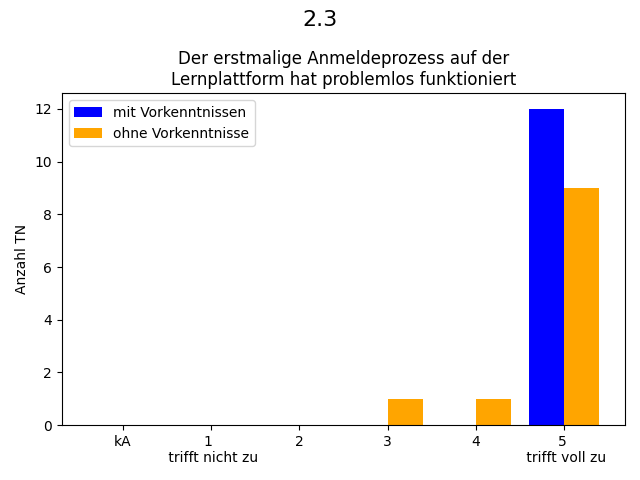 2.3
Der erstmalige Anmeldeprozess auf der
Lernplattform hat problemlos funktioniert
mit Vorkenntnissen
ohne Vorkenntnisse
Anzahl TN
12
10
8
6
4
2
0
kA 1 2 3 4 5
trifft nicht zu trifft voll zu